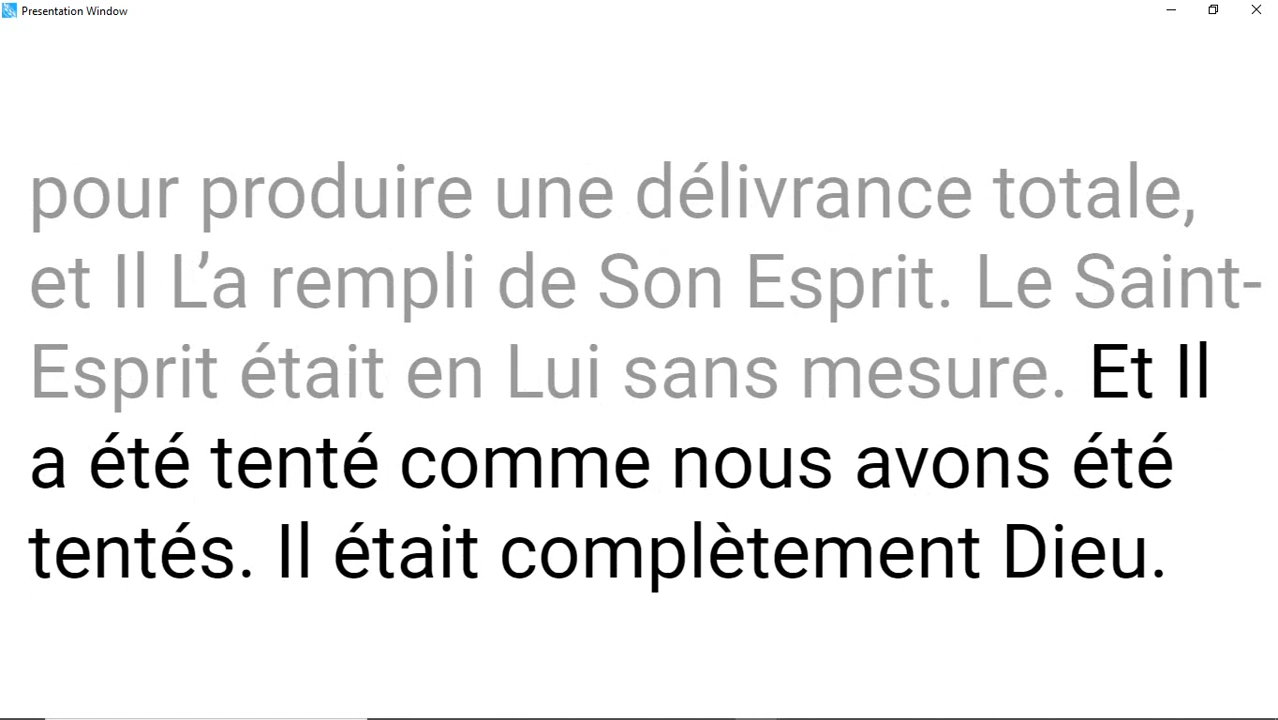 Presentation Window
pour produire une délivrance totale,
et Il L’a rempli de Son Esprit. Le Saint-
Esprit était en Lui sans mesure. Et Il
a été tenté comme nous avons été
tentés. Il était complètement Dieu.